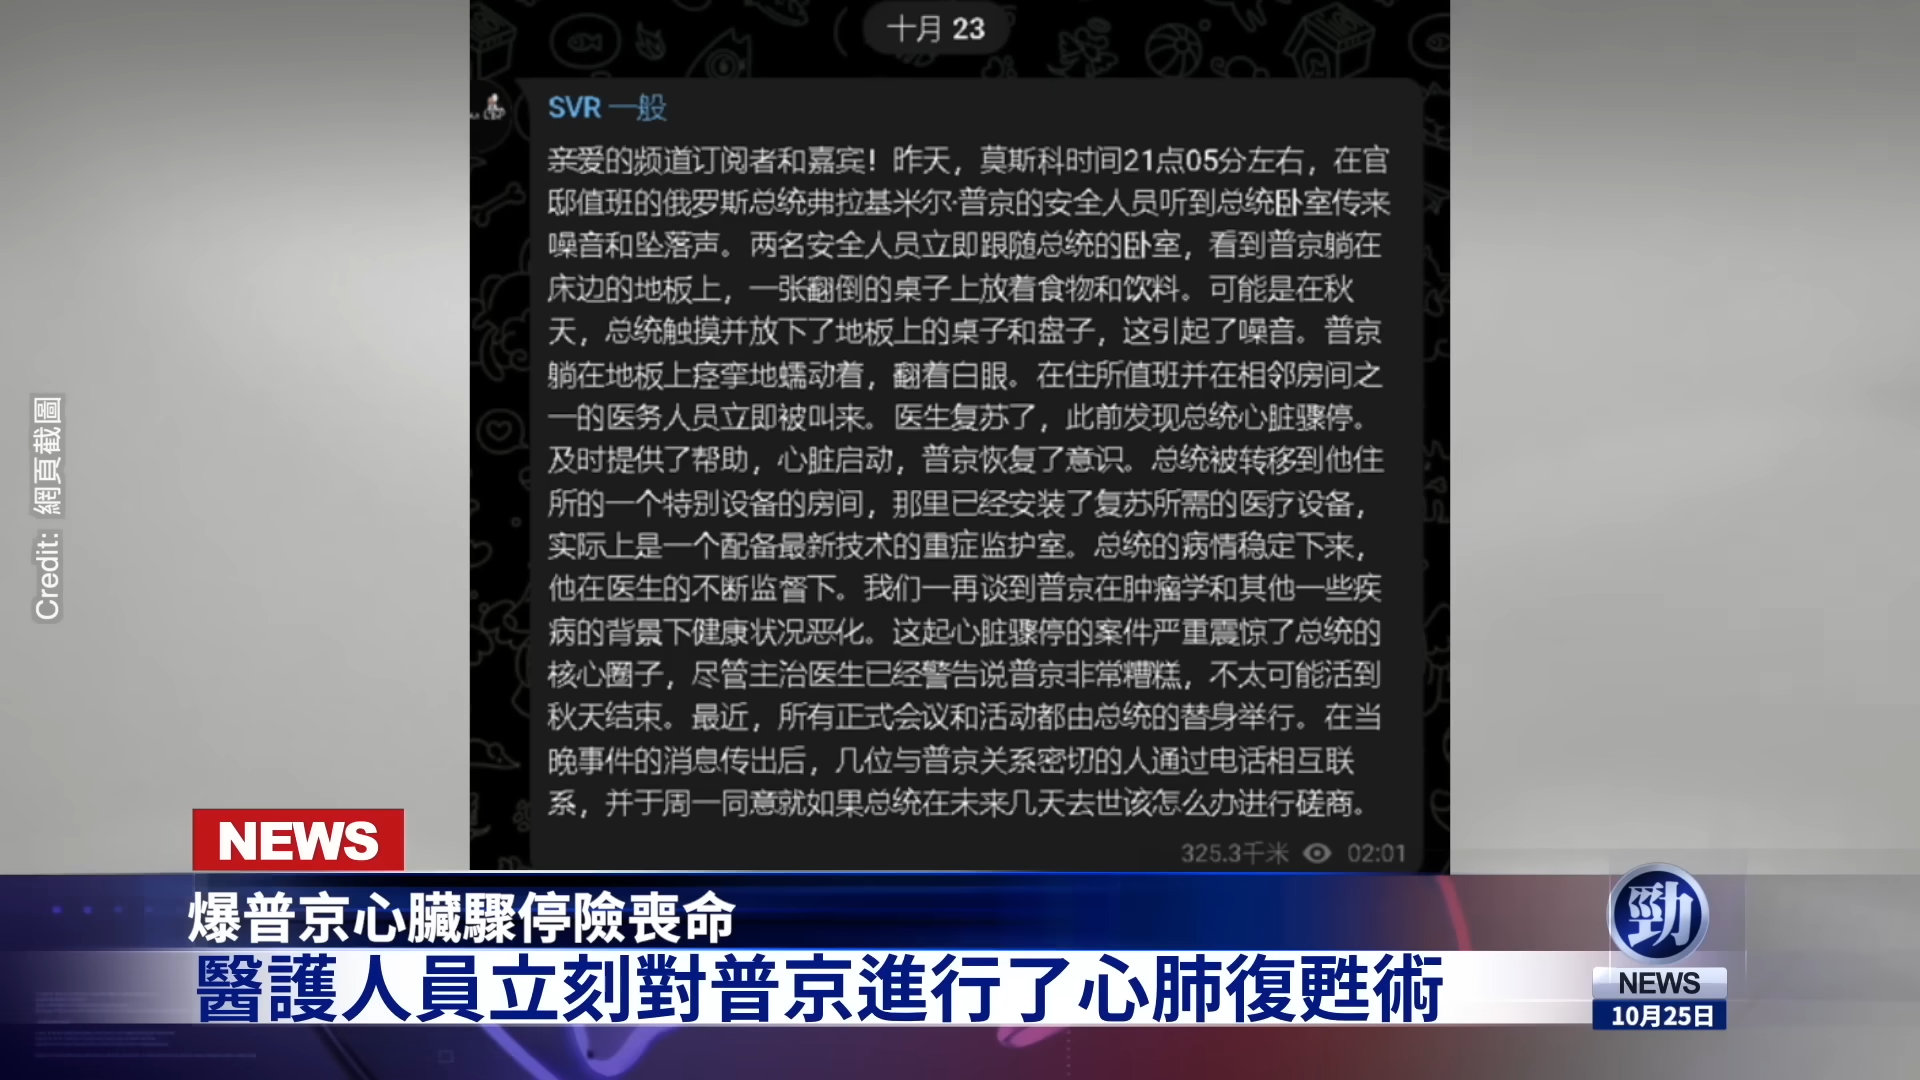 十月 23
SVR 一般
亲爱的频道订阅者和嘉宾！昨天，莫斯科时间21点05分左右，在官
邸值班的俄罗斯总统弗拉基米尔·普京的安全人员听到总统卧室传来
噪音和坠落声。两名安全人员立即跟随总统的卧室，看到普京躺在
床边的地板上，一张翻倒的桌子上放着食物和饮料。可能是在秋
天，总统触摸并放下了地板上的桌子和盘子，这引起了噪音。普京
躺在地板上痉挛地蠕动着，翻着白眼。在住所值班并在相邻房间之
一的医务人员立即被叫来。医生复苏了，此前发现总统心脏骤停。
及时提供了帮助，心脏启动，普京恢复了意识。总统被转移到他住
所的一个特别设备的房间，那里已经安装了复苏所需的医疗设备，
实际上是一个配备最新技术的重症监护室。总统的病情稳定下来，
他在医生的不断监督下。我们一再谈到普京在肿瘤学和其他一些疾
病的背景下健康状况恶化。这起心脏骤停的案件严重震惊了总统的
核心圈子，尽管主治医生已经警告说普京非常糟糕，不太可能活到
秋天结束。最近，所有正式会议和活动都由总统的替身举行。在当
晚事件的消息传出后，几位与普京关系密切的人通过电话相互联
系，并于周一同意就如果总统在未来几天去世该怎么办进行磋商。
325.3千米 02:01
Credit: 網頁截圖
NEWS
爆普京心臟驟停險喪命
醫護人員立刻對普京進行了心肺復甦術
勁
NEWS
10月25日